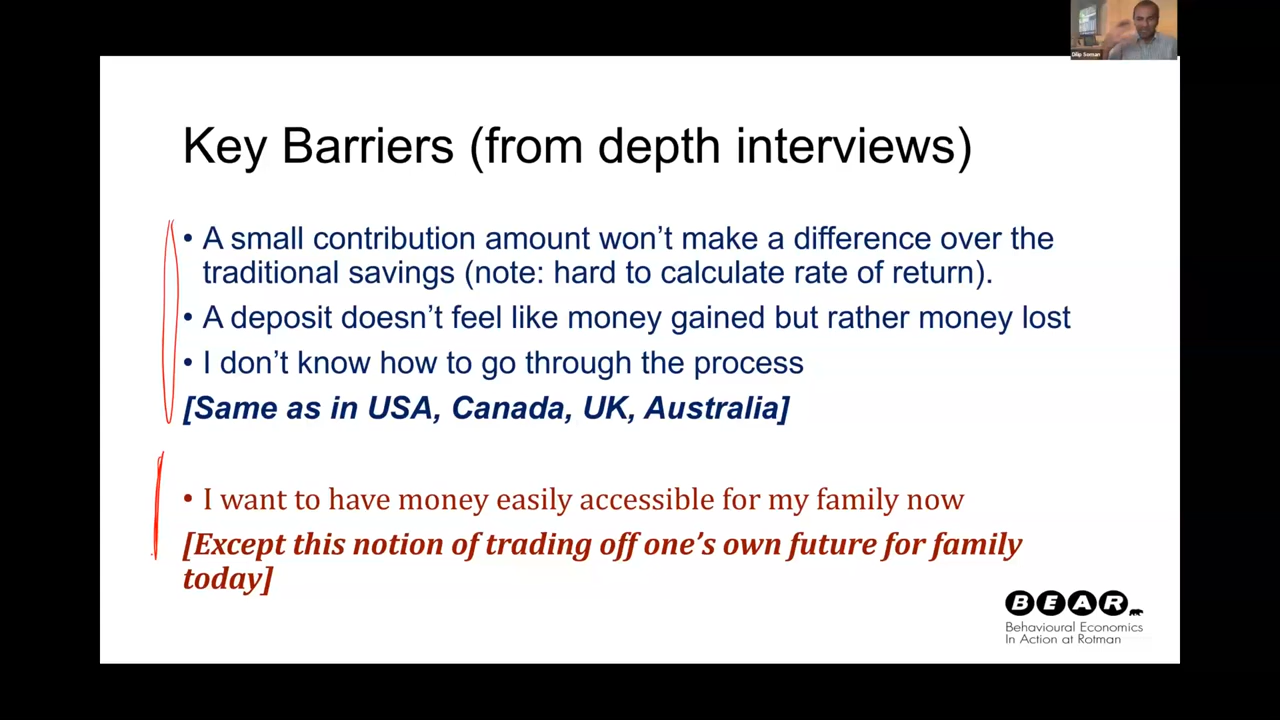 Dilip Soman
Key Barriers (from depth interviews)
• A small contribution amount won't make a difference over the
traditional savings (note: hard to calculate rate of return).
• A deposit doesn't feel like money gained but rather money lost
• I don't know how to go through the process
[Same as in USA, Canada, UK, Australia]
• I want to have money easily accessible for my family now
[Except this notion of trading off one's own future for family
today]
BEAR
Behavioural Economics
In Action at Rotman